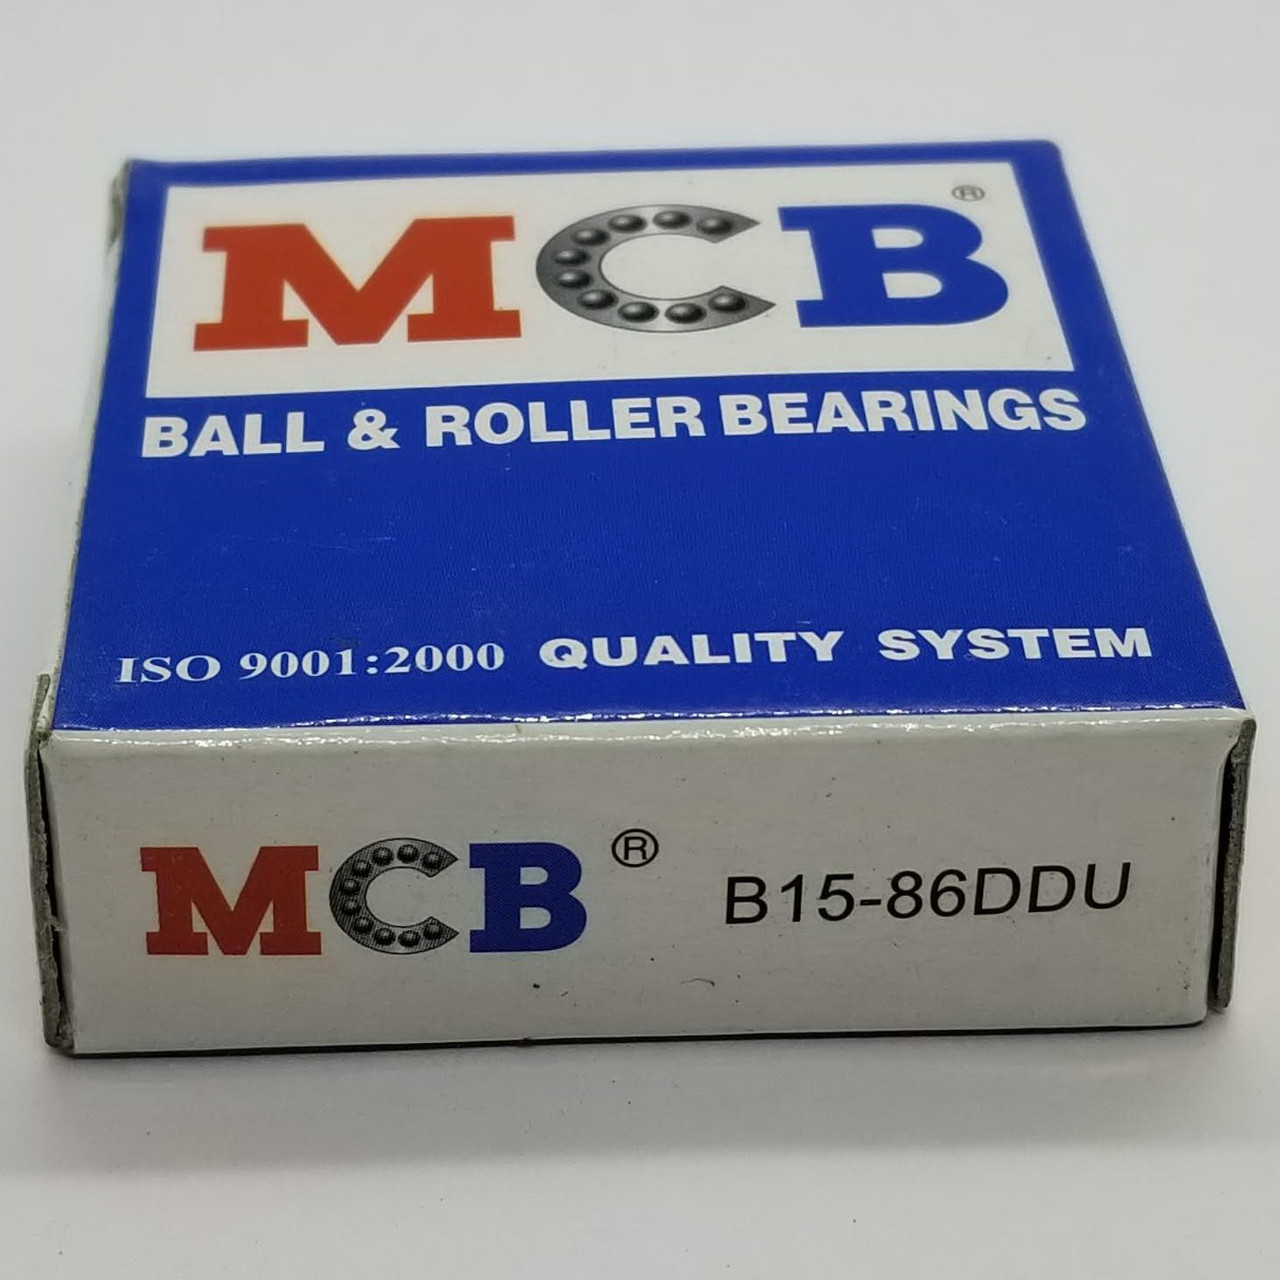 MCB®
BALL & ROLLER BEARINGS
ISO 9001:2000 QUALITY SYSTEM
MCB® B15-86DDU